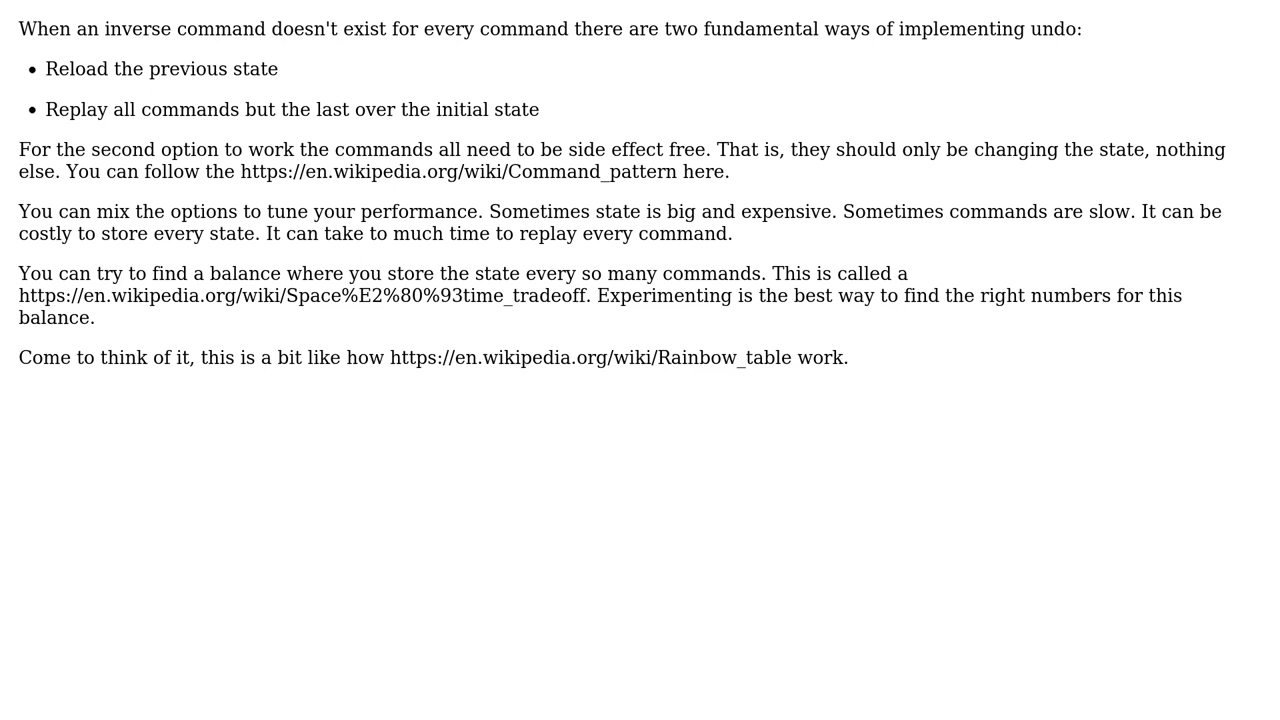 When an inverse command doesn't exist for every command there are two fundamental ways of implementing undo:
• Reload the previous state
• Replay all commands but the last over the initial state
For the second option to work the commands all need to be side effect free. That is, they should only be changing the state, nothing
else. You can follow the https://en.wikipedia.org/wiki/Command_pattern here.
You can mix the options to tune your performance. Sometimes state is big and expensive. Sometimes commands are slow. It can be
costly to store every state. It can take to much time to replay every command.
You can try to find a balance where you store the state every so many commands. This is called a
https://en.wikipedia.org/wiki/Space%E2%80%93time_tradeoff. Experimenting is the best way to find the right numbers for this
balance.
Come to think of it, this is a bit like how https://en.wikipedia.org/wiki/Rainbow_table work.